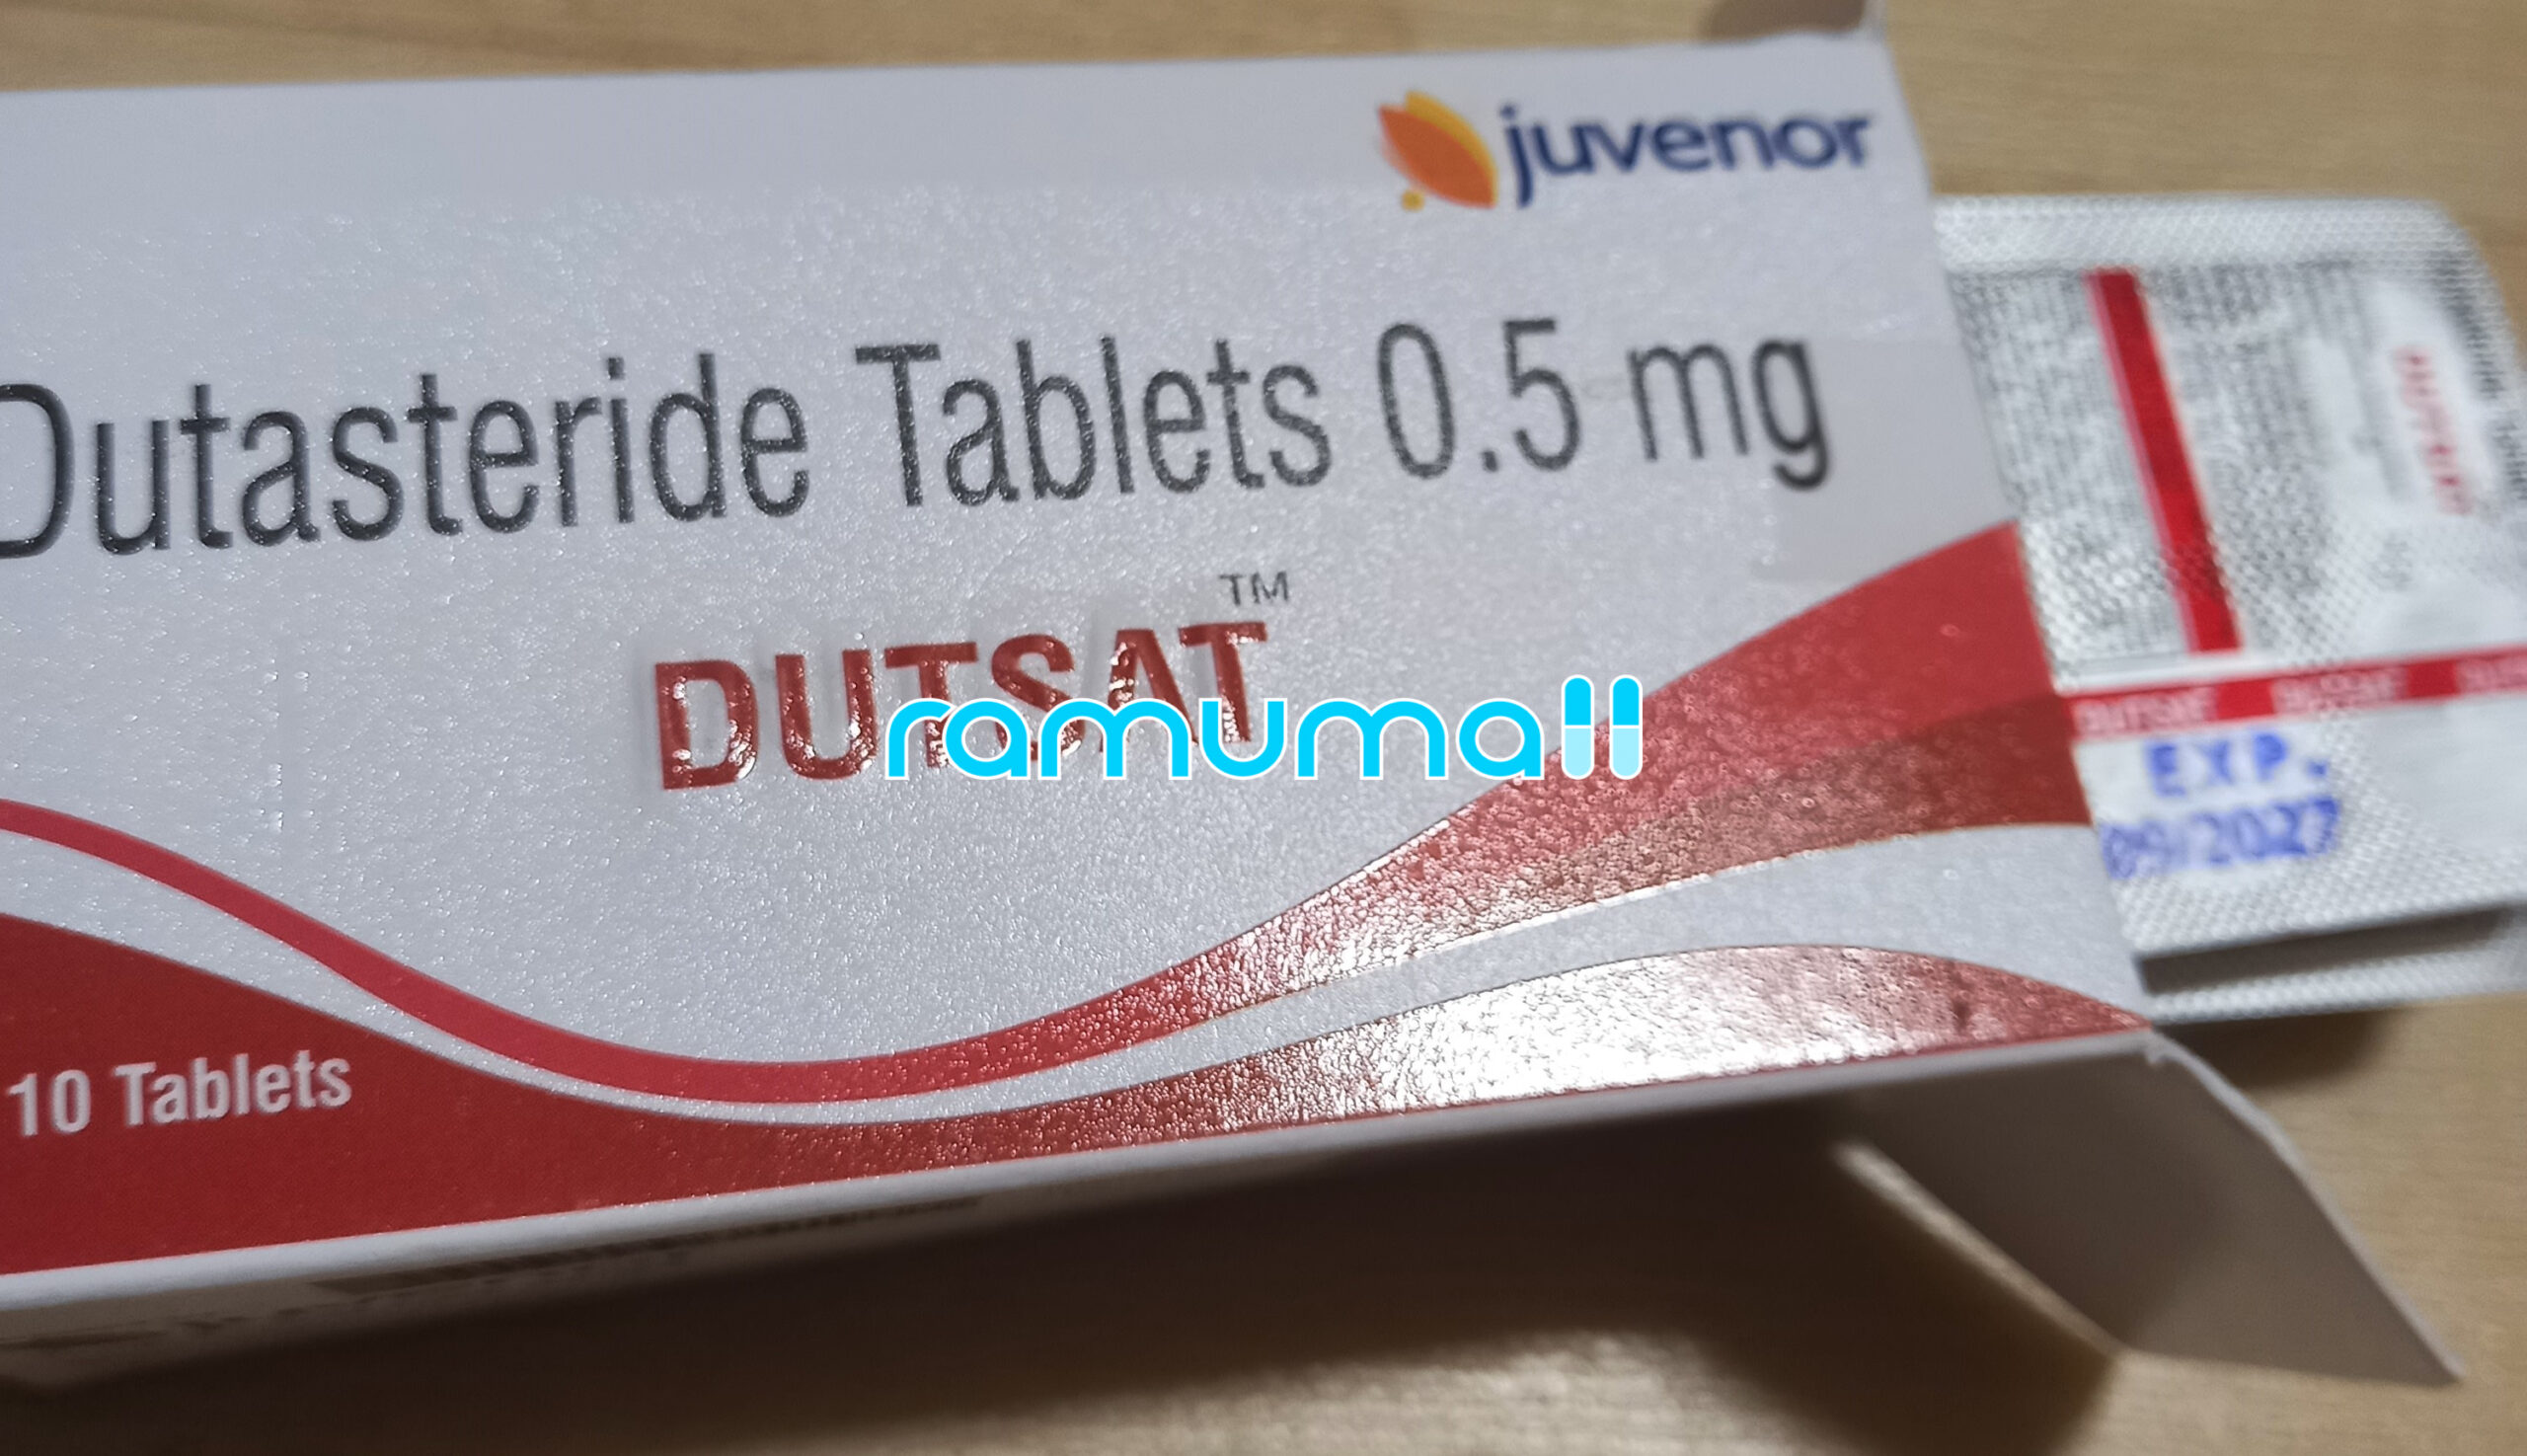 juvenor
Dutasteride Tablets 0.5 mg
DUTSAT™
ramumall
EXP.
09/2027
10 Tablets